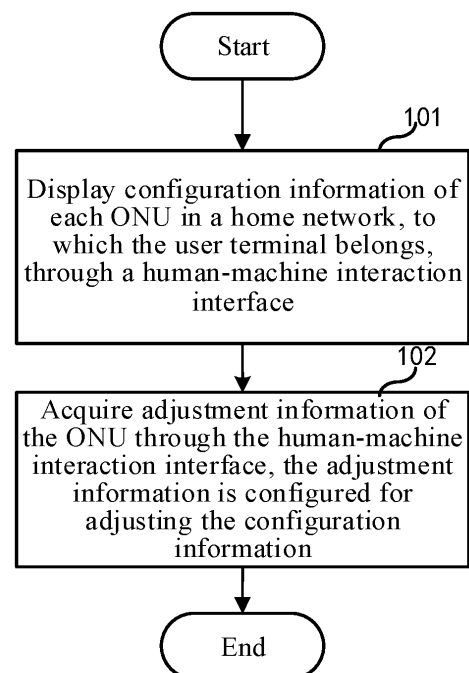 Start
101
Display configuration information of
each ONU in a home network, to
which the user terminal belongs,
through a human-machine interaction
interface
102
Acquire adjustment information of
the ONU through the human-machine
interaction interface, the adjustment
information is configured for
adjusting the configuration
information
End